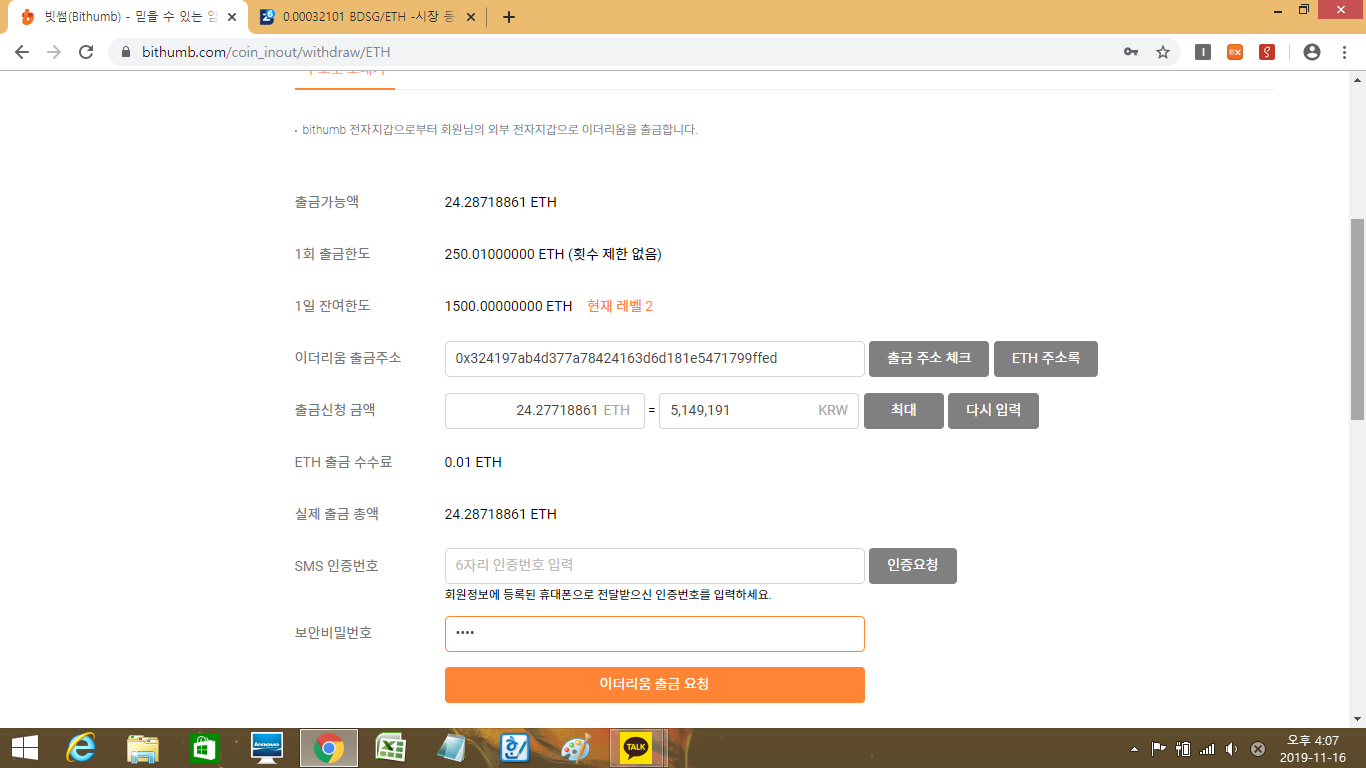 빗썸(Bithumb) - 믿을 수 있는 암
0.00032101 BDSG/ETH -시장 동
bithumb.com/coin_inout/withdraw/ETH
EX
bithumb 전자지갑으로부터 회원님의 외부 전자지갑으로 이더리움을 출금합니다.
출금가능액 24.28718861 ETH
1회 출금한도 250.01000000 ETH (횟수 제한 없음)
1일 잔여한도 1500.00000000 ETH 현재 레벨 2
이더리움 출금주소 0x324197ab4d377a78424163d6d181e5471799ffed 출금 주소 체크 ETH 주소록
출금신청 금액 24.27718861 ETH = 5,149,191 KRW 최대 다시 입력
ETH 출금 수수료 0.01 ETH
실제 출금 총액 24.28718861 ETH
SMS 인증번호 6자리 인증번호 입력 인증요청
회원정보에 등록된 휴대폰으로 전달받으신 인증번호를 입력하세요.
보안비밀번호 ••••
이더리움 출금 요청
lenovo
TALK
오후 4:07
2019-11-16